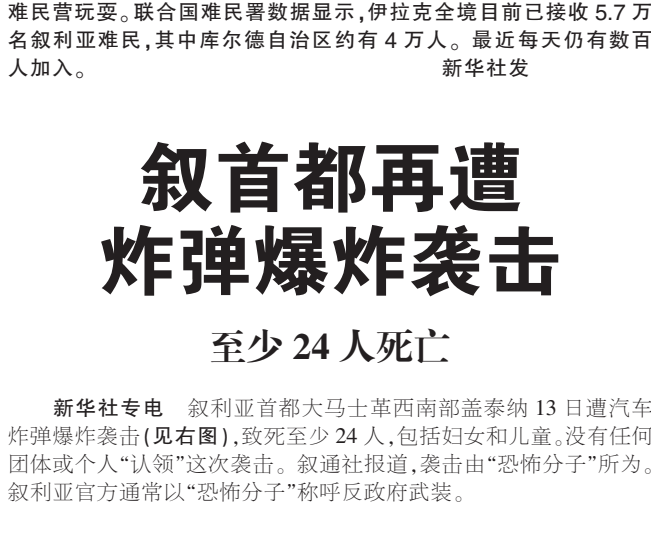 难民营玩耍。联合国难民署数据显示,伊拉克全境目前已接收 5.7 万
名叙利亚难民,其中库尔德自治区约有 4 万人。最近每天仍有数百
人加入。 新华社发
叙首都再遭
炸弹爆炸袭击
至少 24 人死亡
新华社专电 叙利亚首都大马士革西南部盖泰纳 13 日遭汽车
炸弹爆炸袭击(见右图),致死至少 24 人,包括妇女和儿童。没有任何
团体或个人“认领”这次袭击。叙通社报道,袭击由“恐怖分子”所为。
叙利亚官方通常以“恐怖分子”称呼反政府武装。